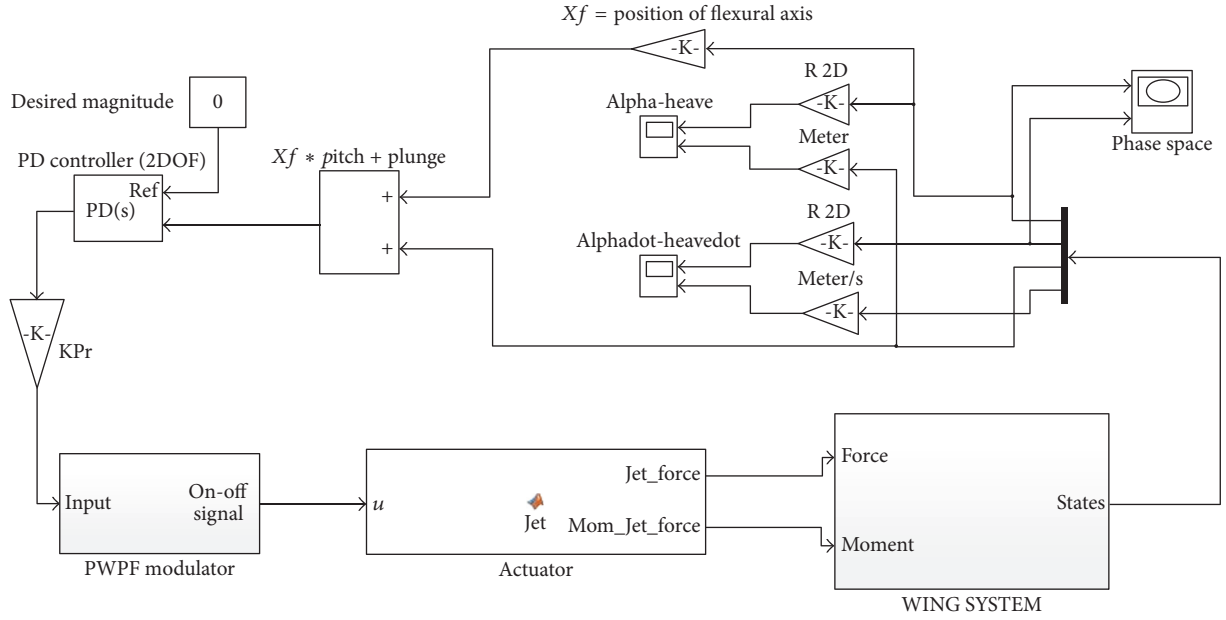 Xf = position of flexural axis
-K-
R 2D
Desired magnitude
0
Alpha-heave
-K-
Meter
Phase space
PD controller (2DOF)
Xf * pitch + plunge
-K-
Ref
PD(s)
+
+
R 2D
Alphadot-heavedot
-K-
Meter/s
-K-
-K-
KPr
Input
On-off
signal
PWPF modulator
u
Jet
Jet_force
Mom_Jet_force
Actuator
Force
Moment
States
WING SYSTEM